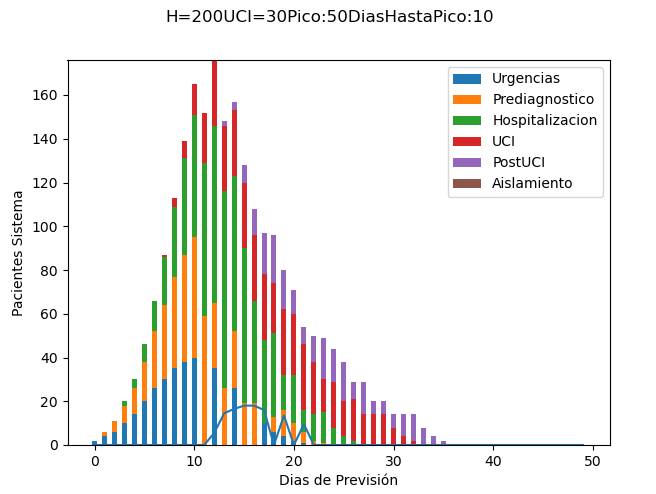 H=200UCI=30Pico:50DiasHastaPico:10
Urgencias
Prediagnostico
Hospitalizacion
UCI
PostUCI
Aislamiento
Pacientes Sistema
160
140
120
100
80
60
40
20
0
0 10 20 30 40 50
Dias de Previsión